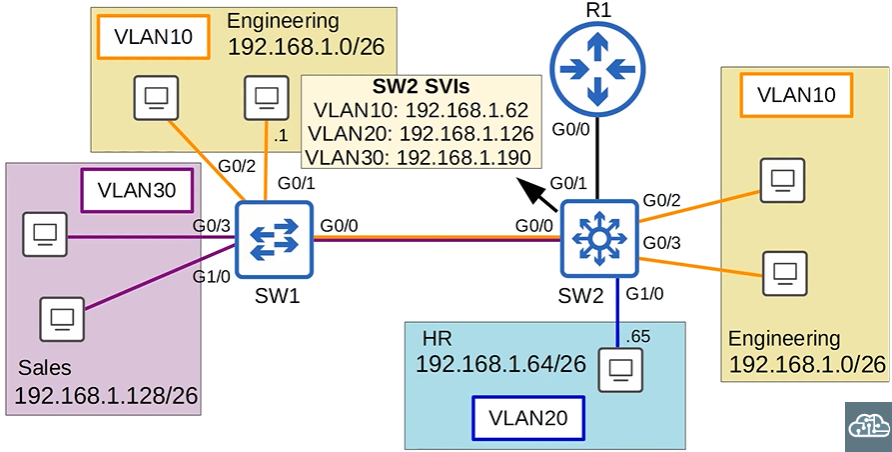 VLAN10
Engineering
192.168.1.0/26
.1
G0/2
G0/1
SW2 SVIs
VLAN10: 192.168.1.62
VLAN20: 192.168.1.126
VLAN30: 192.168.1.190
R1
G0/0
G0/1
VLAN10
G0/2
G0/3
Engineering
192.168.1.0/26
VLAN30
G0/3
G1/0
Sales
192.168.1.128/26
G0/0
SW1
G0/0
SW2
G1/0
HR
192.168.1.64/26
.65
VLAN20